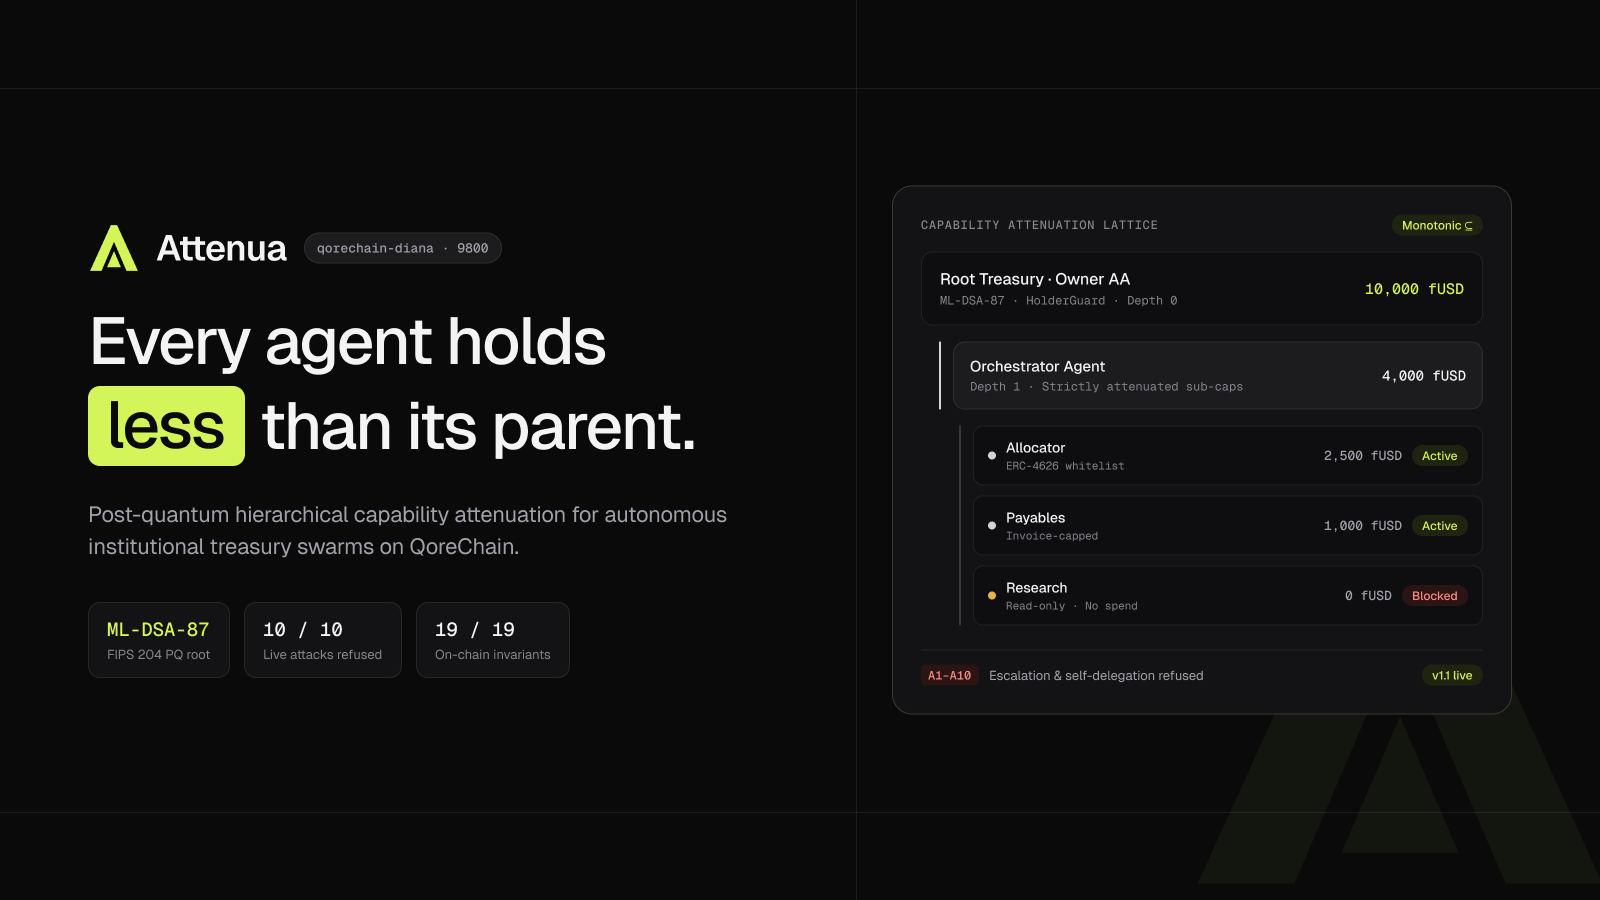 Attenua
qorechain-diana · 9800
Every agent holds
less than its parent.
Post-quantum hierarchical capability attenuation for autonomous
institutional treasury swarms on QoreChain.
ML-DSA-87
FIPS 204 PQ root
10 / 10
Live attacks refused
19 / 19
On-chain invariants
CAPABILITY ATTENUATION LATTICE
Monotonic ⊆
Root Treasury · Owner AA
ML-DSA-87 · HolderGuard · Depth 0
10,000 fUSD
Orchestrator Agent
Depth 1 · Strictly attenuated sub-caps
4,000 fUSD
Allocator
ERC-4626 whitelist
2,500 fUSD
Active
Payables
Invoice-capped
1,000 fUSD
Active
Research
Read-only · No spend
0 fUSD
Blocked
A1–A10
Escalation & self-delegation refused
v1.1 live